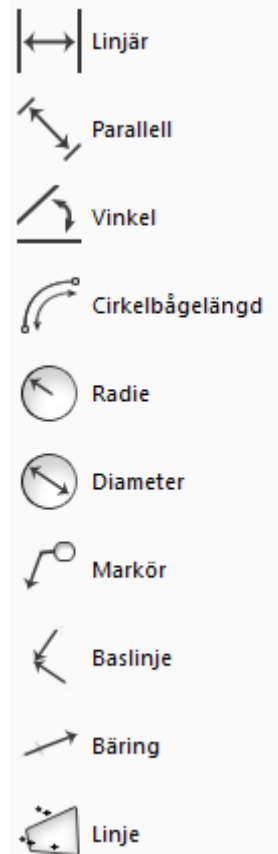 Linjär
Parallell
Vinkel
Cirkelbågelängd
Radie
Diameter
Markör
Baslinje
Bäring
Linje